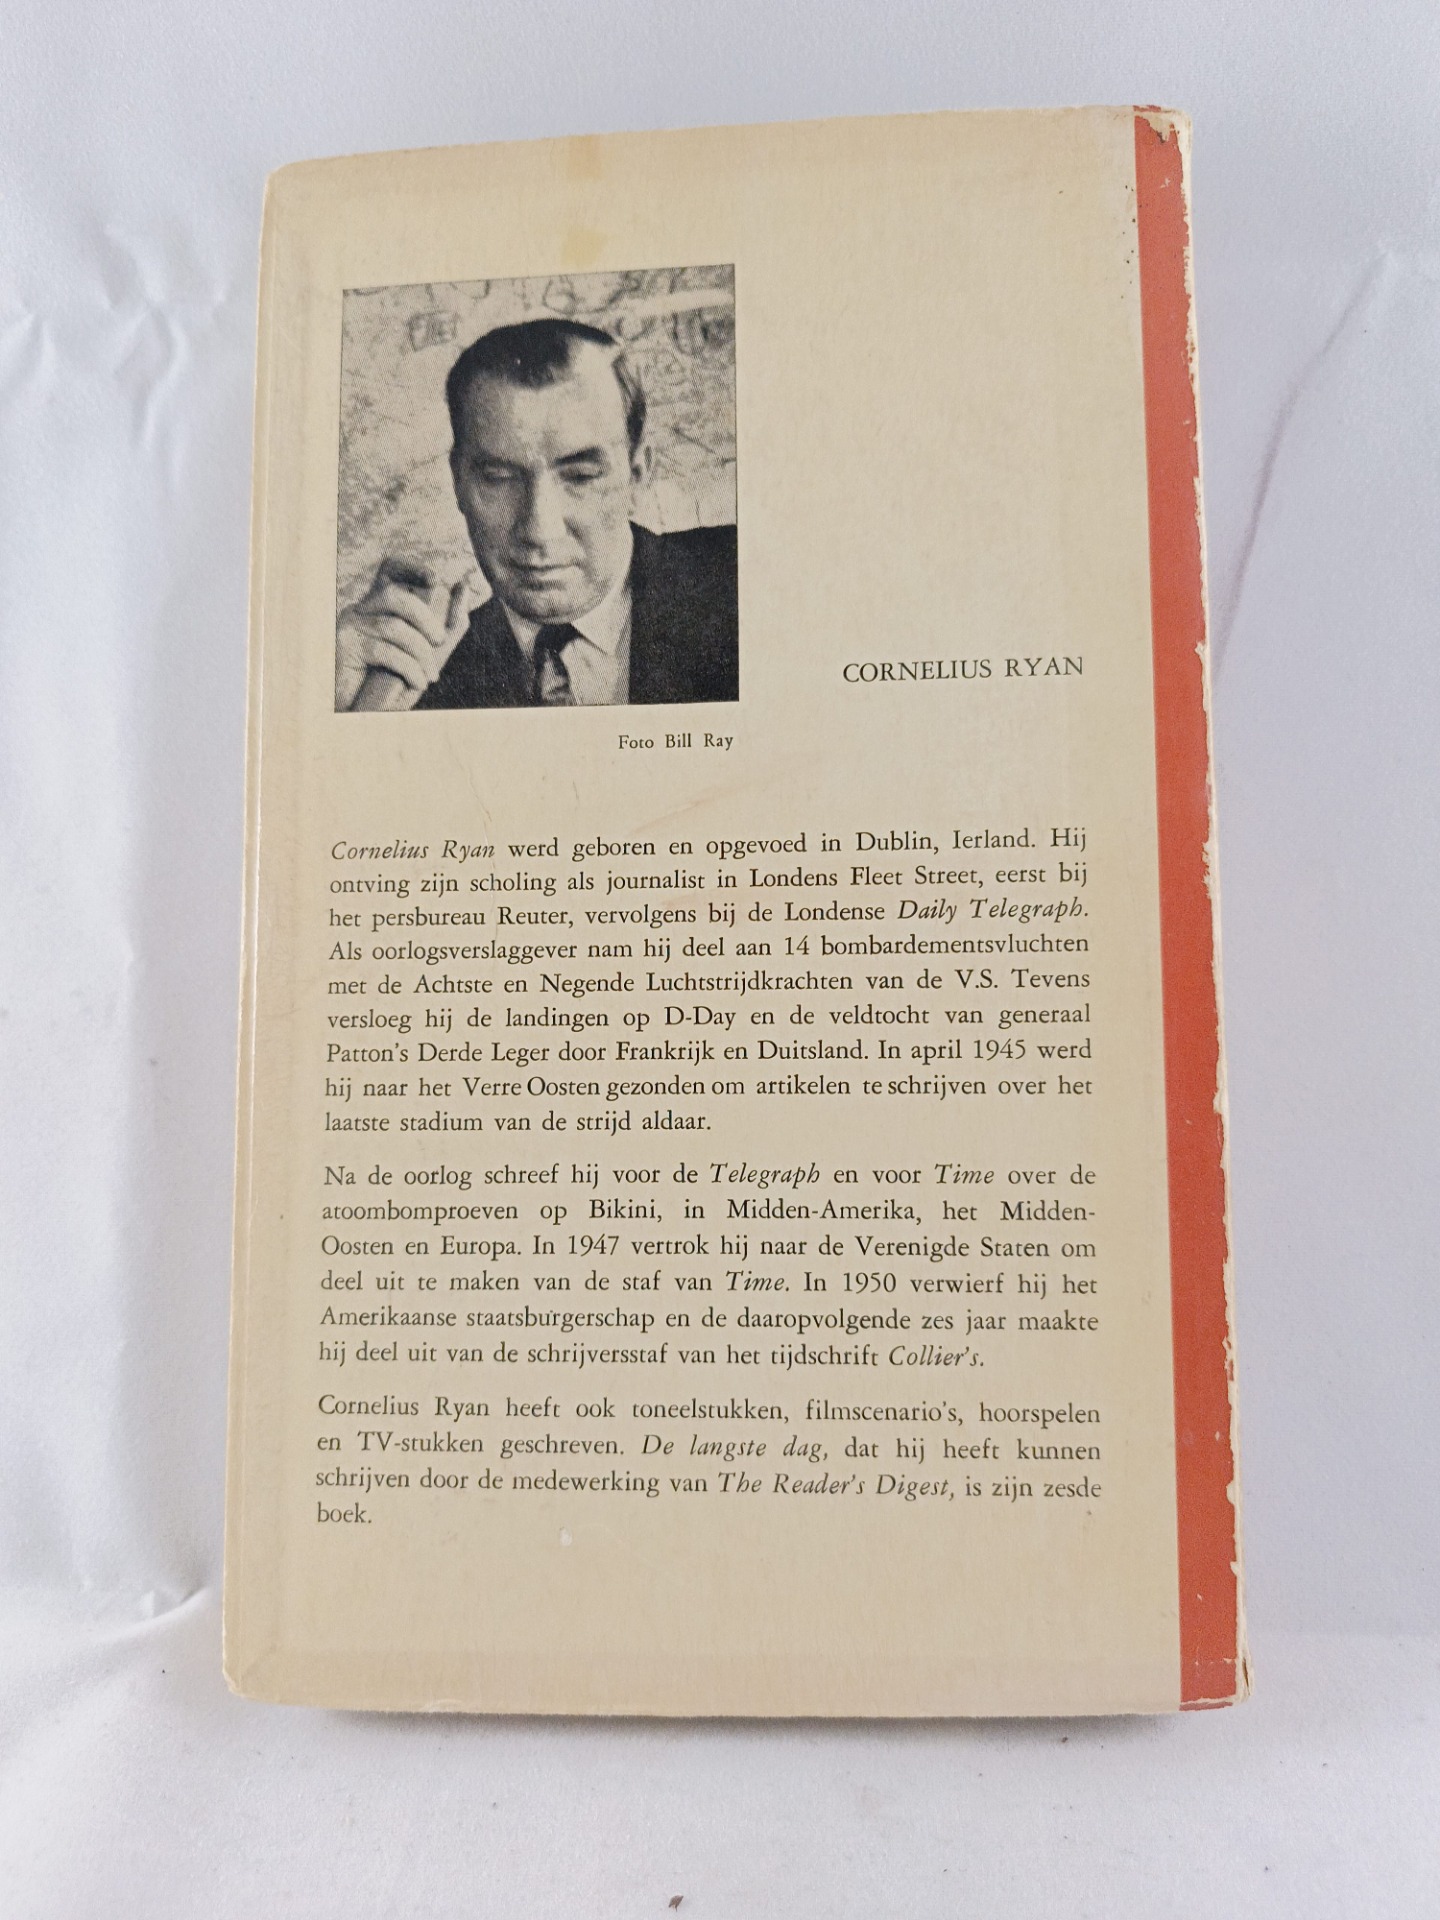 CORNELIUS RYAN
Foto Bill Ray
Cornelius Ryan werd geboren en opgevoed in Dublin, Ierland. Hij
ontving zijn scholing als journalist in Londens Fleet Street, eerst bij
het persbureau Reuter, vervolgens bij de Londense Daily Telegraph.
Als oorlogsverslaggever nam hij deel aan 14 bombardementsvluchten
met de Achtste en Negende Luchtstrijdkrachten van de V.S. Tevens
versloeg hij de landingen op D-Day en de veldtocht van generaal
Patton's Derde Leger door Frankrijk en Duitsland. In april 1945 werd
hij naar het Verre Oosten gezonden om artikelen te schrijven over het
laatste stadium van de strijd aldaar.
Na de oorlog schreef hij voor de Telegraph en voor Time over de
atoombomproeven op Bikini, in Midden-Amerika, het Midden-
Oosten en Europa. In 1947 vertrok hij naar de Verenigde Staten om
deel uit te maken van de staf van Time. In 1950 verwierf hij het
Amerikaanse staatsburgerschap en de daaropvolgende zes jaar maakte
hij deel uit van de schrijversstaf van het tijdschrift Collier's.
Cornelius Ryan heeft ook toneelstukken, filmscenario's, hoorspelen
en TV-stukken geschreven. De langste dag, dat hij heeft kunnen
schrijven door de medewerking van The Reader's Digest, is zijn zesde
boek.